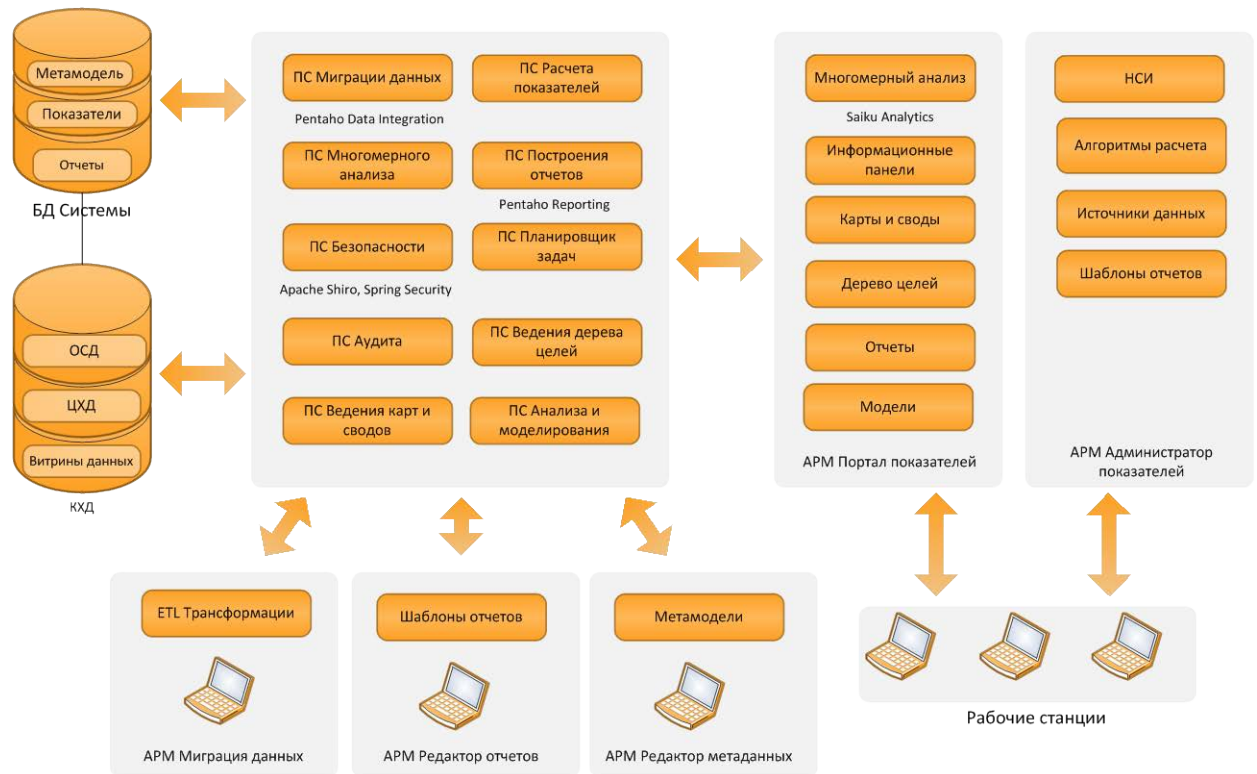 Метамодель
Показатели
Отчеты
БД Системы
ОСД
ЦХД
Витрины данных
КХД
ПС Миграции данных
Pentaho Data Integration
ПС Расчета
показателей
ПС Многомерного
анализа
ПС Построения
отчетов
Pentaho Reporting
ПС Безопасности
Apache Shiro, Spring Security
ПС Планировщик
задач
ПС Аудита
ПС Ведения дерева
целей
ПС Ведения карт и
сводов
ПС Анализа и
моделирования
Многомерный анализ
Saiku Analytics
Информационные
панели
Карты и своды
Дерево целей
Отчеты
Модели
АРМ Портал показателей
НСИ
Алгоритмы расчета
Источники данных
Шаблоны отчетов
АРМ Администратор
показателей
ETL Трансформации
АРМ Миграция данных
Шаблоны отчетов
АРМ Редактор отчетов
Метамодели
АРМ Редактор метаданных
Рабочие станции